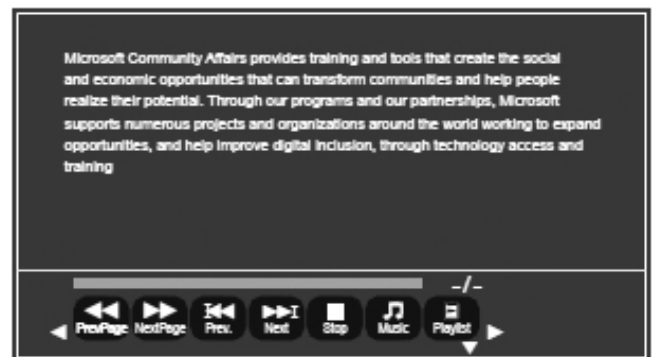 Microsoft Community Affairs provides training and tools that create the social
and economic opportunities that can transform communities and help people
realize their potential. Through our programs and our partnerships, Microsoft
supports numerous projects and organizations around the world working to expand
opportunities, and help improve digital inclusion, through technology access and
training
-/-
PrevPage NextPage Prev. Next Stop Music Playlist